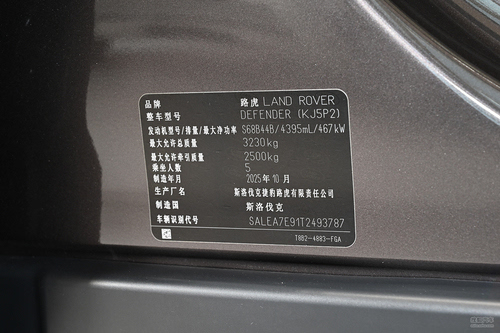 品牌 路虎 LAND ROVER
整车型号 DEFENDER (KJ5P2)
发动机型号/排量/最大净功率 S68B44B/4395mL/467kW
最大允许总质量 3230kg
最大允许牵引质量 2500kg
乘坐人数 5
制造年月 2025年10月
生产厂名 斯洛伐克捷豹路虎有限责任公司
制造国 斯洛伐克
车辆识别代号 SALEA7E91T2493787
T8B2-4883-FGA